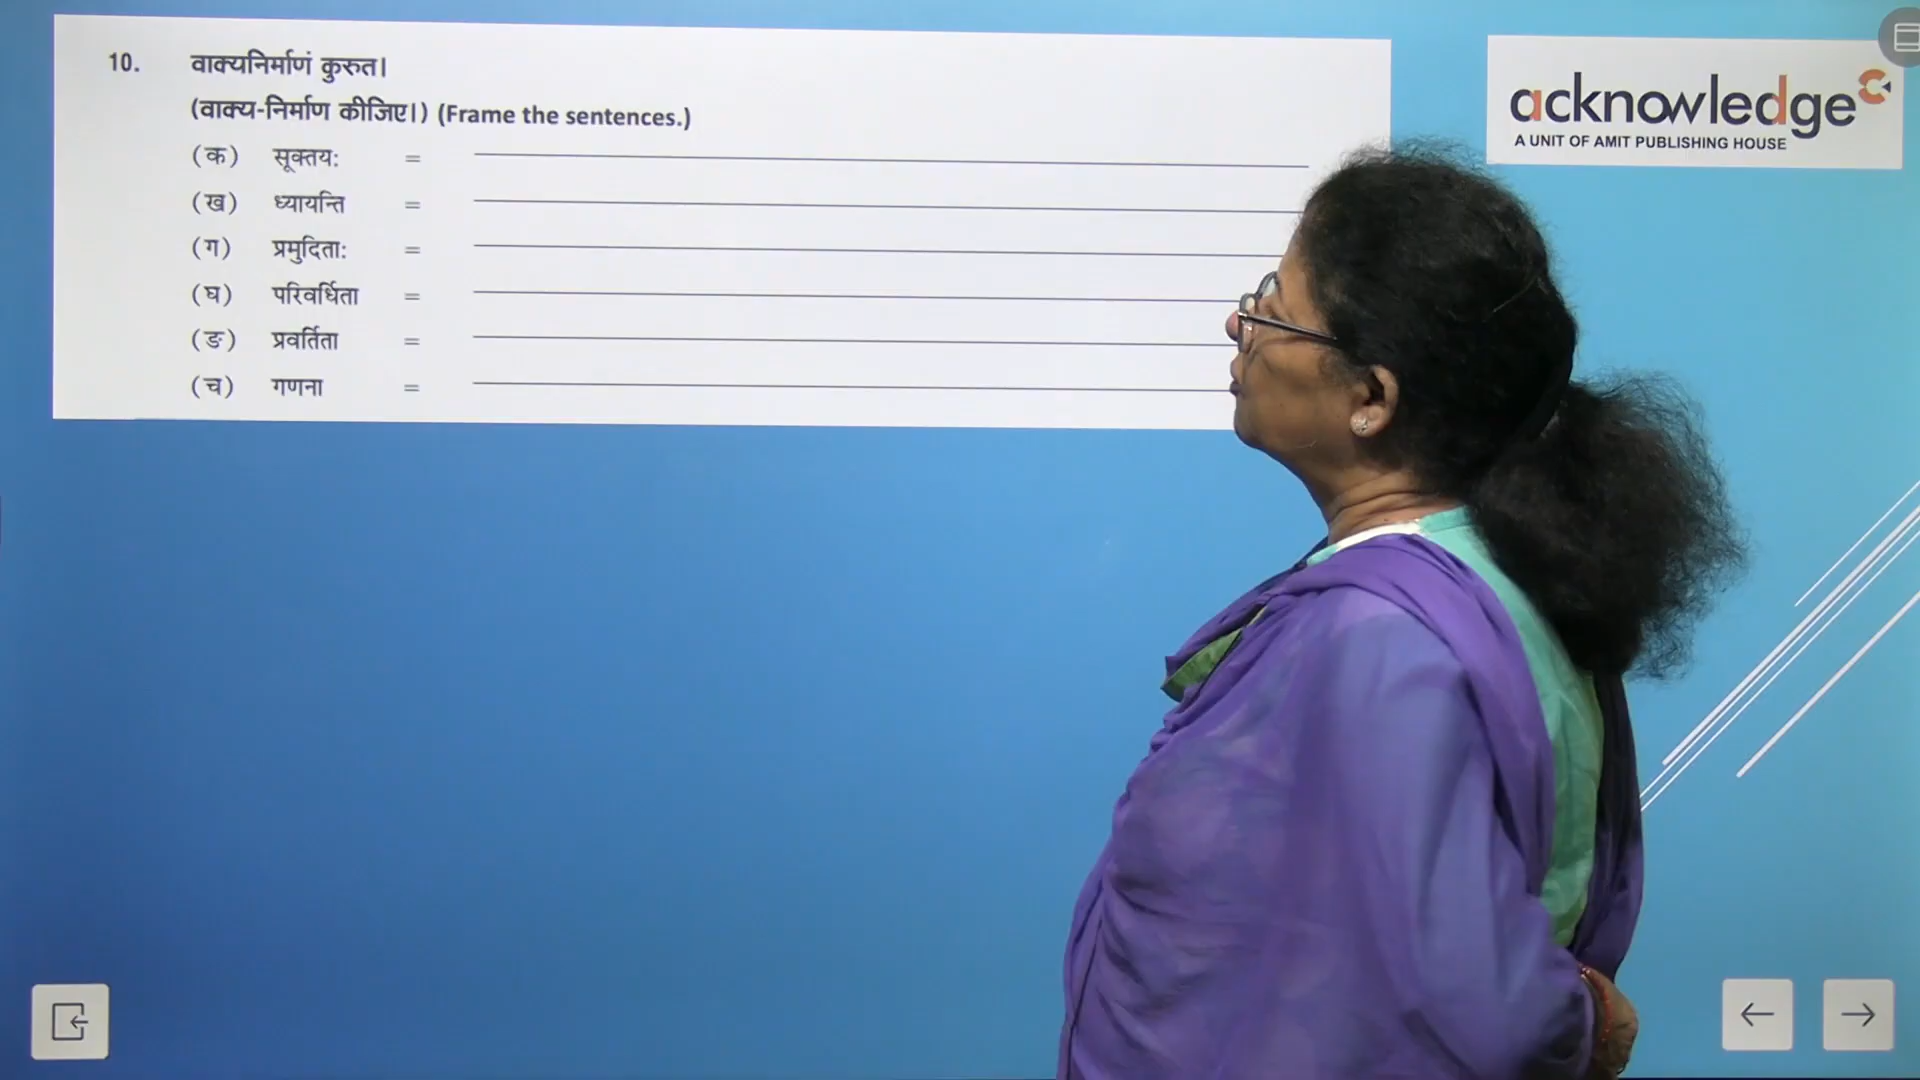 10. वाक्यनिर्माणं कुरुत।
(वाक्य-निर्माण कीजिए।) (Frame the sentences.)
(क) सूक्तय: =
(ख) ध्यायन्ति =
(ग) प्रमुदिता: =
(घ) परिवर्धिता =
(ङ) प्रवर्तिता =
(च) गणना =
acknowledge
A UNIT OF AMIT PUBLISHING HOUSE